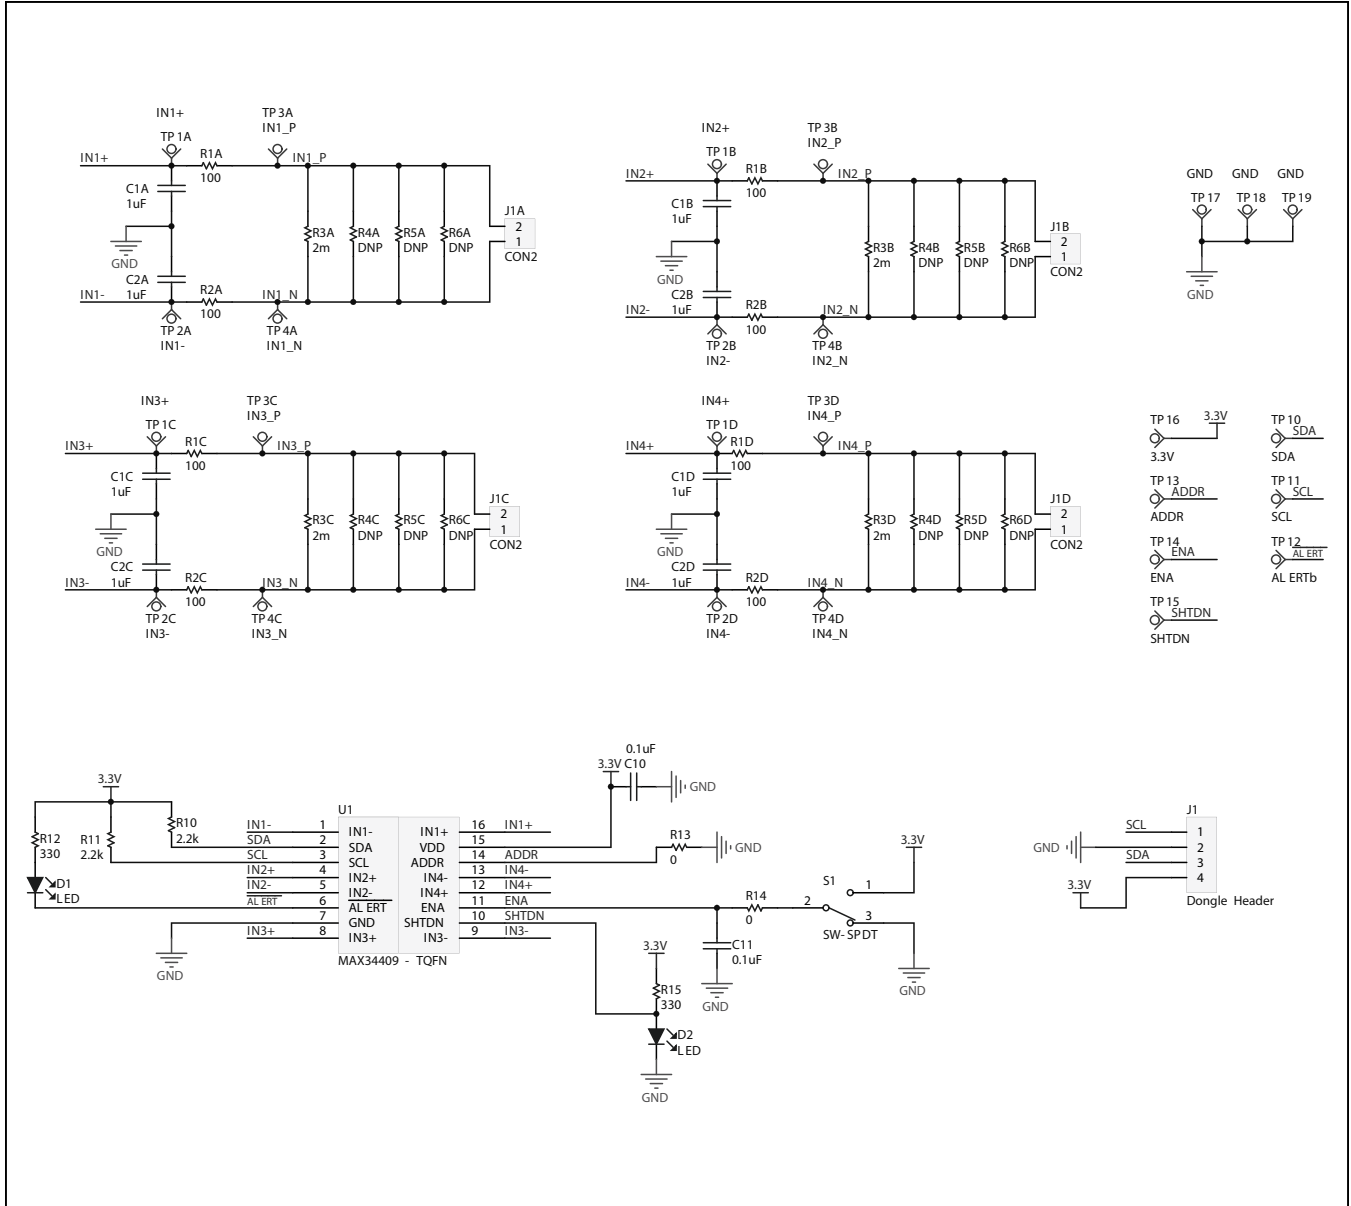 IN1+
TP 1A
TP 3A
IN1_P
IN1+
R1A
100
IN1_P
C1A
1uF
GND
C2A
1uF
R3A
2m
R4A
DNP
R5A
DNP
R6A
DNP
J1A
2
1
CON2
IN1-
R2A
100
IN1_N
TP 2A
IN1-
TP 4A
IN1_N
IN2+
TP 1B
TP 3B
IN2_P
IN2+
R1B
100
IN2_P
C1B
1uF
GND
C2B
1uF
R3B
2m
R4B
DNP
R5B
DNP
R6B
DNP
J1B
2
1
CON2
IN2-
R2B
100
IN2_N
TP 2B
IN2-
TP 4B
IN2_N
GND GND GND
TP 17 TP 18 TP 19
GND
IN3+
TP 1C
TP 3C
IN3_P
IN3+
R1C
100
IN3_P
C1C
1uF
GND
C2C
1uF
R3C
2m
R4C
DNP
R5C
DNP
R6C
DNP
J1C
2
1
CON2
IN3-
R2C
100
IN3_N
TP 2C
IN3-
TP 4C
IN3_N
IN4+
TP 1D
TP 3D
IN4_P
IN4+
R1D
100
IN4_P
C1D
1uF
GND
C2D
1uF
R3D
2m
R4D
DNP
R5D
DNP
R6D
DNP
J1D
2
1
CON2
IN4-
R2D
100
IN4_N
TP 2D
IN4-
TP 4D
IN4_N
TP 16
3.3V
3.3V
TP 10
SDA
SDA
TP 13
ADDR
ADDR
TP 11
SCL
SCL
TP 14
ENA
ENA
TP 12
AL ERT
AL ERTb
TP 15
SHTDN
SHTDN
3.3V
R12
330
R11
2.2k
R10
2.2k
D1
LED
GND
U1
IN1- 1 IN1- IN1+ 16 IN1+
SDA 2 SDA VDD 15
SCL 3 SCL ADDR 14 ADDR
IN2+ 4 IN2+ IN4- 13 IN4-
IN2- 5 IN2- IN4+ 12 IN4+
AL ERT 6 AL ERT ENA 11 ENA
7 GND SHTDN 10 SHTDN
IN3+ 8 IN3+ IN3- 9 IN3-
MAX34409 - TQFN
0.1uF
3.3V C10
GND
R13
0
GND
R14
0
C11
0.1uF
GND
3.3V
R15
330
D2
LED
GND
S1
1
2
3
SW-SPDT
3.3V
GND
J1
SCL 1
GND 2
SDA 3
3.3V 4
Dongle Header